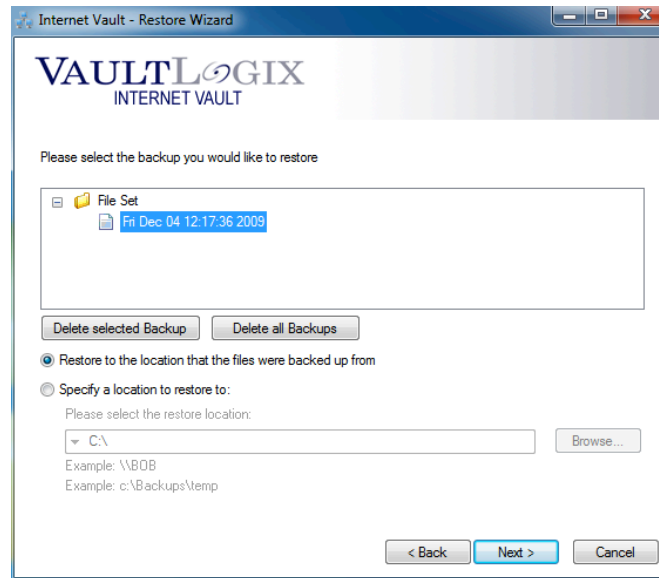 Internet Vault - Restore Wizard
VAULTLOGIX
INTERNET VAULT
Please select the backup you would like to restore
File Set
Fri Dec 04 12:17:36 2009
Delete selected Backup Delete all Backups
Restore to the location that the files were backed up from
Specify a location to restore to:
Please select the restore location:
C:\ Browse...
Example: \\BOB
Example: c:\Backups\temp
< Back Next > Cancel